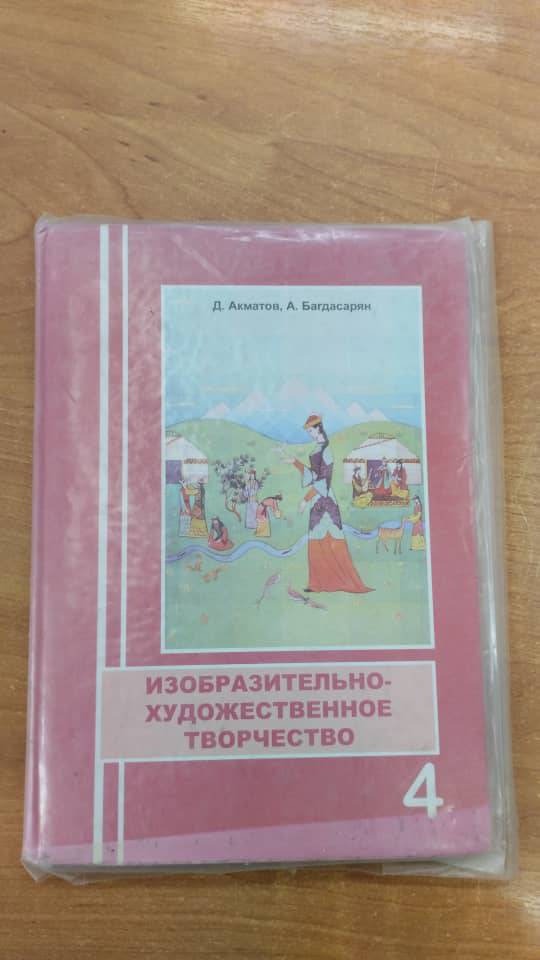 Д. Акматов, А. Багдасарян
ИЗОБРАЗИТЕЛЬНО-
ХУДОЖЕСТВЕННОЕ
ТВОРЧЕСТВО
4